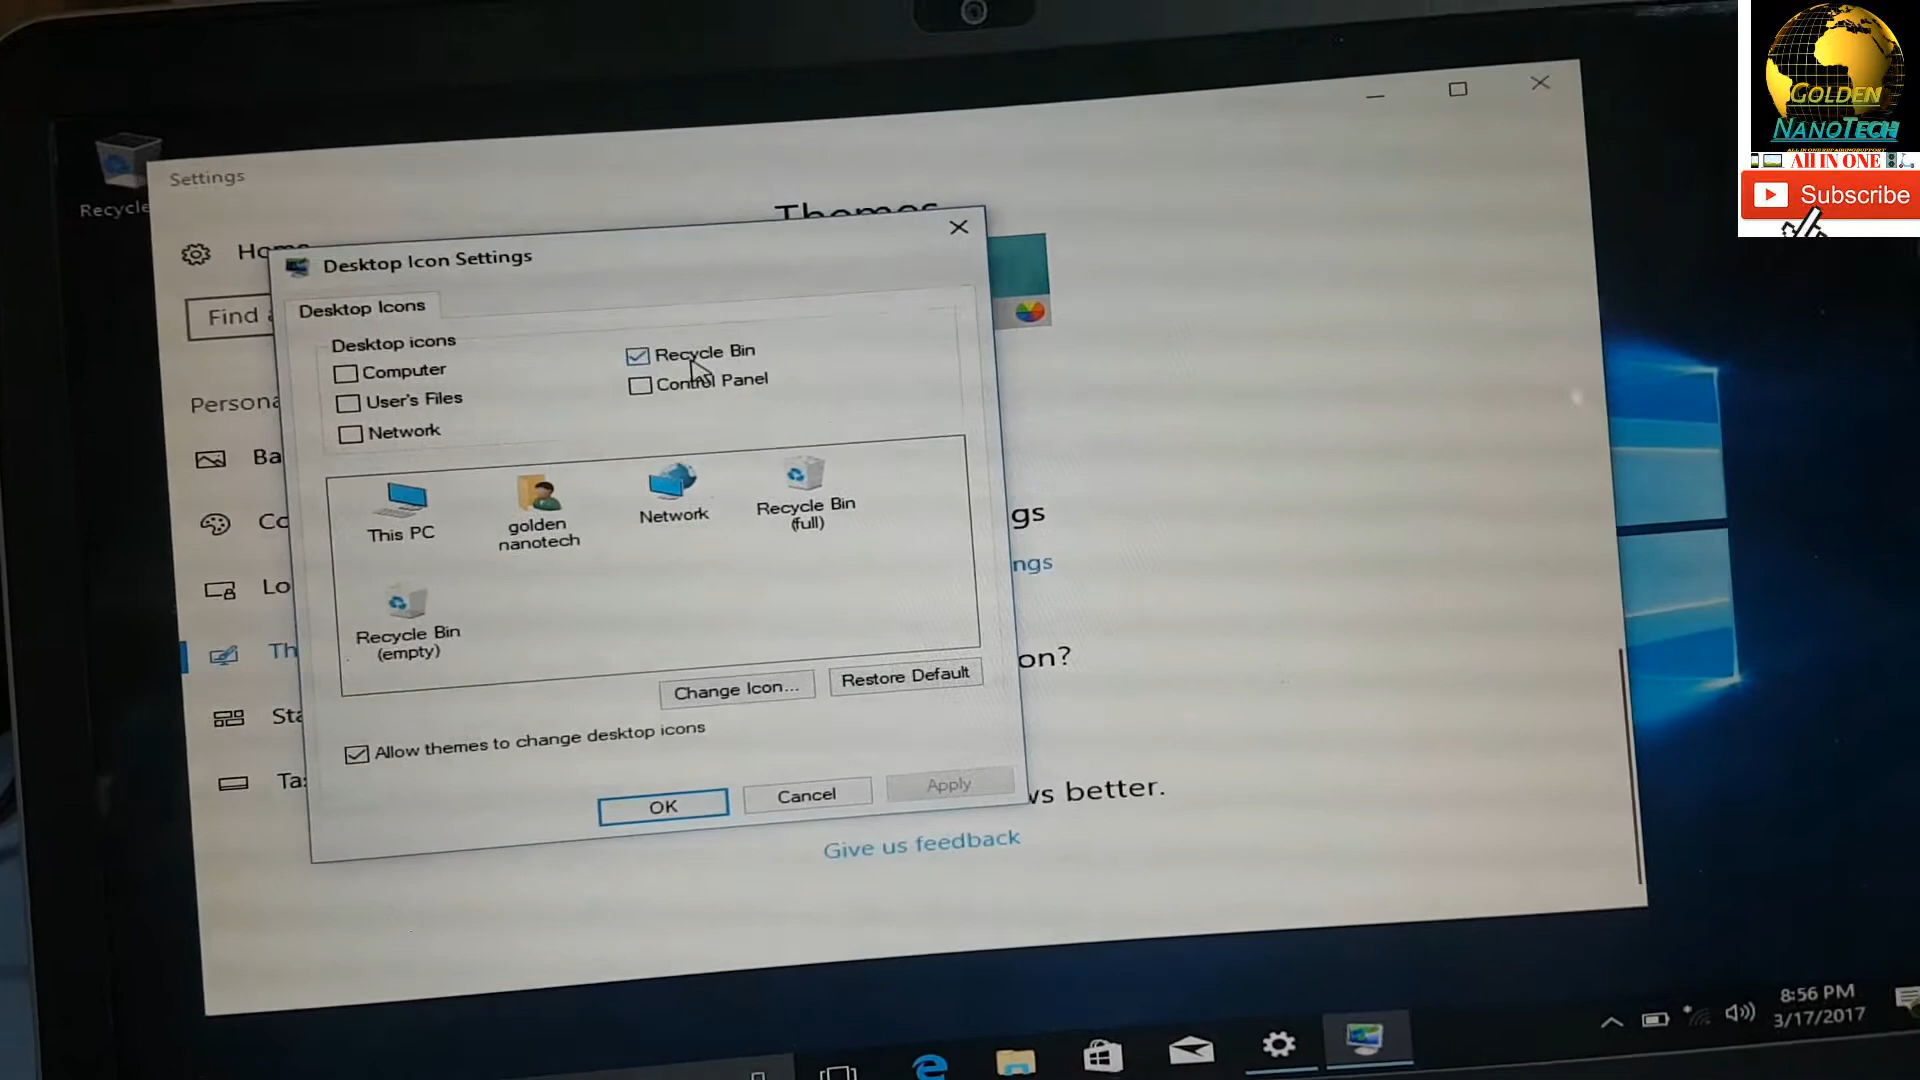 GOLDEN
NANOTECH
ALL IN ONE
Subscribe
Recycle
Settings
Themes
Desktop Icon Settings
Find
Desktop Icons
Desktop icons
Computer
User's Files
Network
Recycle Bin
Control Panel
Persona
Ba
Co
Lo
Th
Sta
Ta
This PC
golden
nanotech
Network
Recycle Bin
(full)
Recycle Bin
(empty)
Change Icon...
Restore Default
Allow themes to change desktop icons
OK
Cancel
Apply
gs
ngs
on?
ws better.
Give us feedback
8:56 PM
3/17/2017